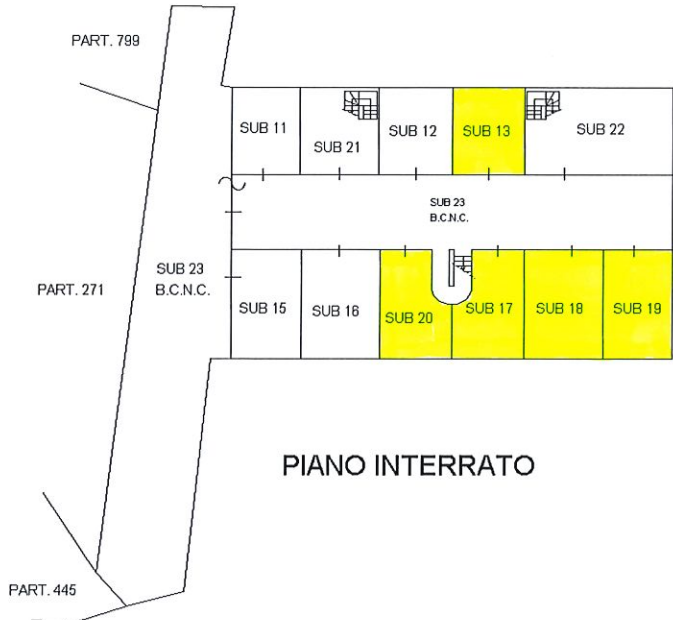 PART. 799
SUB 11
SUB 21
SUB 12
SUB 13
SUB 22
SUB 23
B.C.N.C.
SUB 23
B.C.N.C.
PART. 271
SUB 15
SUB 16
SUB 20
SUB 17
SUB 18
SUB 19
PIANO INTERRATO
PART. 445